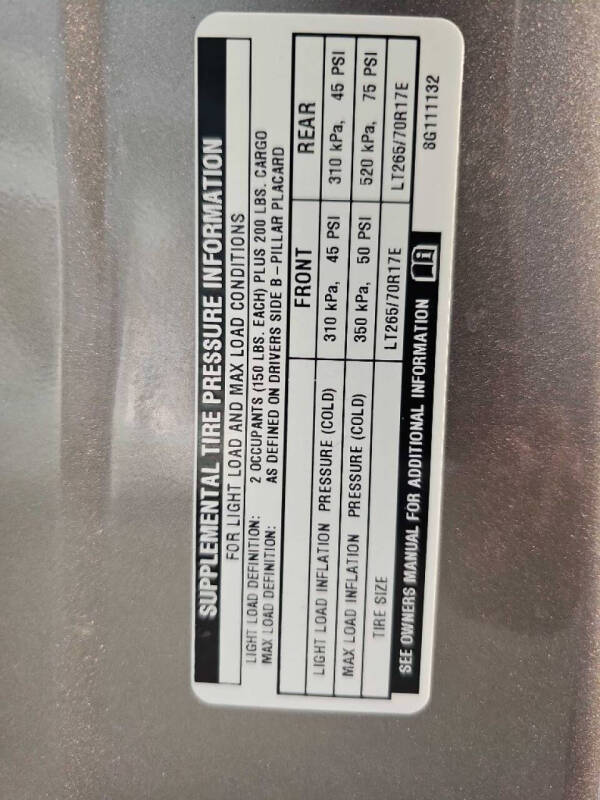 SUPPLEMENTAL TIRE PRESSURE INFORMATION
FOR LIGHT LOAD AND MAX LOAD CONDITIONS
LIGHT LOAD DEFINITION: 2 OCCUPANTS (150 LBS. EACH) PLUS 200 LBS. CARGO
MAX LOAD DEFINITION: AS DEFINED ON DRIVERS SIDE B-PILLAR PLACARD
FRONT REAR
LIGHT LOAD INFLATION PRESSURE (COLD) 310 kPa, 45 PSI 310 kPa, 45 PSI
MAX LOAD INFLATION PRESSURE (COLD) 350 kPa, 50 PSI 520 kPa, 75 PSI
TIRE SIZE LT265/70R17E LT265/70R17E
SEE OWNERS MANUAL FOR ADDITIONAL INFORMATION 8G111132